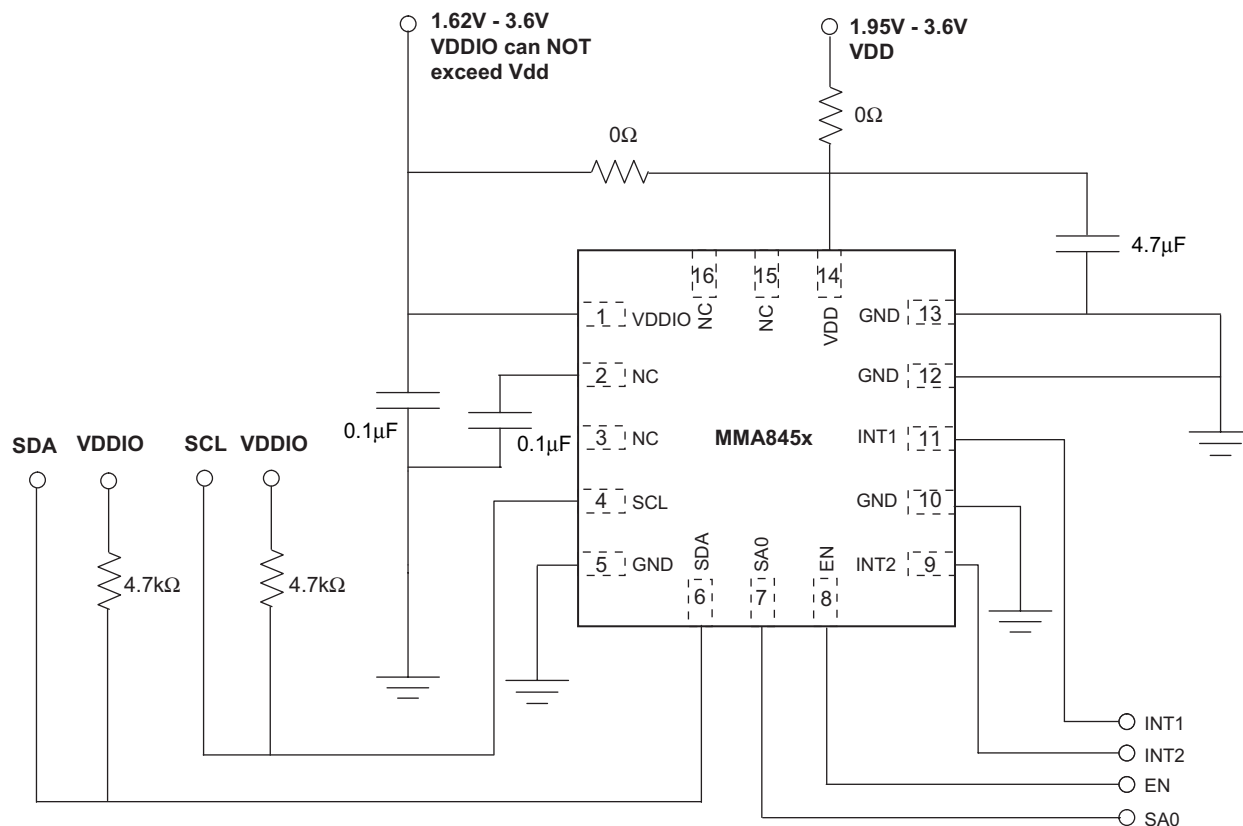 1.62V - 3.6V
VDDIO can NOT
exceed Vdd
1.95V - 3.6V
VDD
0Ω
0Ω
4.7μF
16
15
14
NC
NC
VDD
1
VDDIO
GND
13
2
NC
GND
12
0.1μF
0.1μF
3
NC
MMA845x
INT1
11
SDA
VDDIO
SCL
VDDIO
4
SCL
GND
10
5
GND
SDA
SA0
EN
INT2
9
4.7kΩ
4.7kΩ
6
7
8
INT1
INT2
EN
SA0